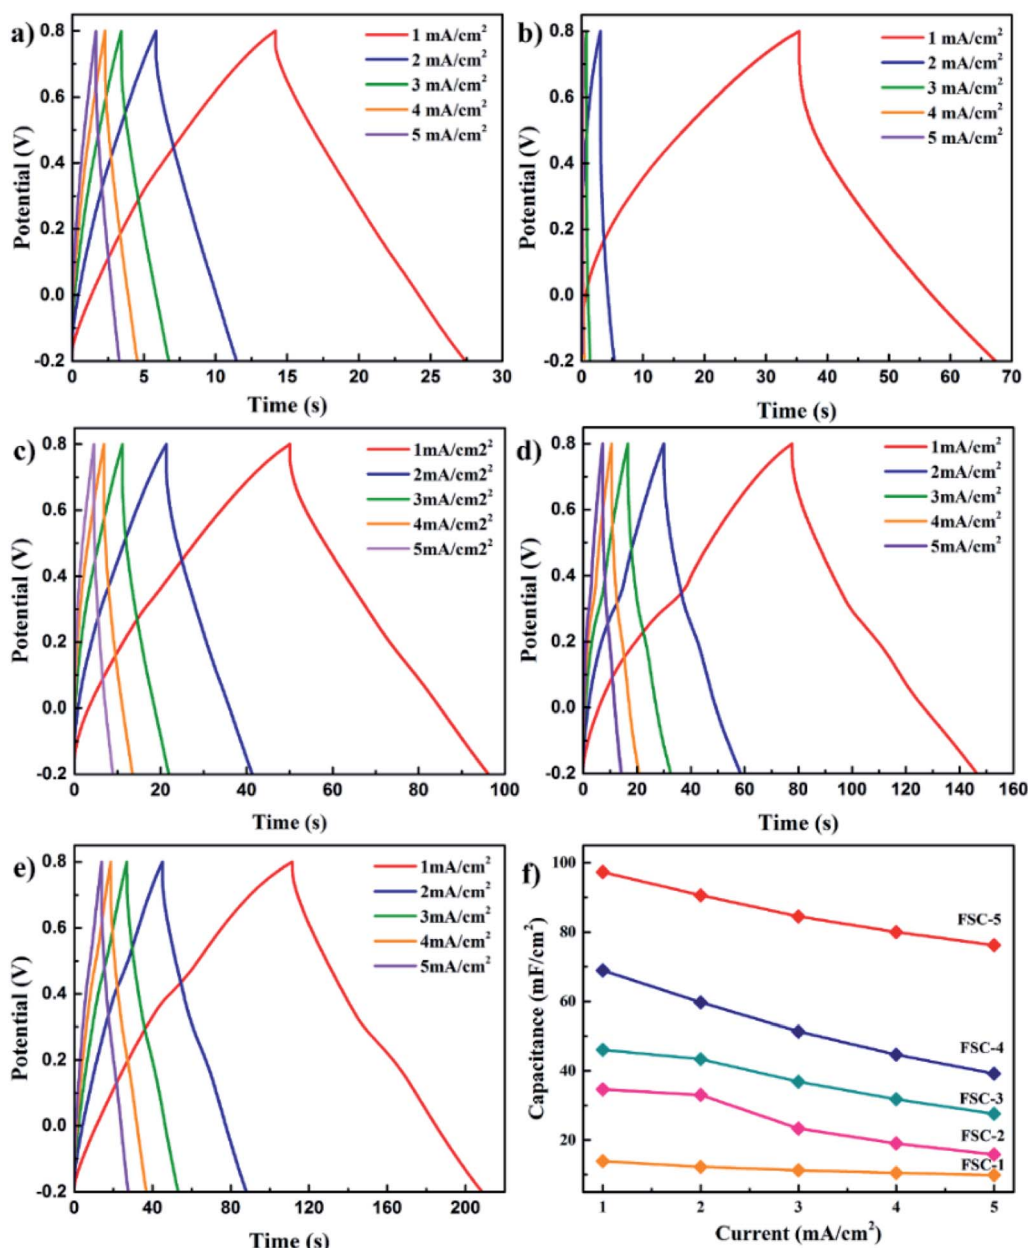 a)
1 mA/cm²
2 mA/cm²
3 mA/cm²
4 mA/cm²
5 mA/cm²
Potential (V)
0.8
0.6
0.4
0.2
0.0
-0.2
0 5 10 15 20 25 30
Time (s)
b)
1 mA/cm²
2 mA/cm²
3 mA/cm²
4 mA/cm²
5 mA/cm²
Potential (V)
0.8
0.6
0.4
0.2
0.0
-0.2
0 10 20 30 40 50 60 70
Time (s)
c)
1mA/cm2²
2mA/cm2²
3mA/cm2²
4mA/cm2²
5mA/cm2²
Potential (V)
0.8
0.6
0.4
0.2
0.0
-0.2
0 20 40 60 80 100
Time (s)
d)
1mA/cm²
2mA/cm²
3mA/cm²
4mA/cm²
5mA/cm²
Potential (V)
0.8
0.6
0.4
0.2
0.0
-0.2
0 20 40 60 80 100 120 140 160
Time (s)
e)
1mA/cm²
2mA/cm²
3mA/cm²
4mA/cm²
5mA/cm²
Potential (V)
0.8
0.6
0.4
0.2
0.0
-0.2
0 40 80 120 160 200
Time (s)
f)
FSC-5
FSC-4
FSC-3
FSC-2
FSC-1
Capacitance (mF/cm²)
100
80
60
40
20
1 2 3 4 5
Current (mA/cm²)